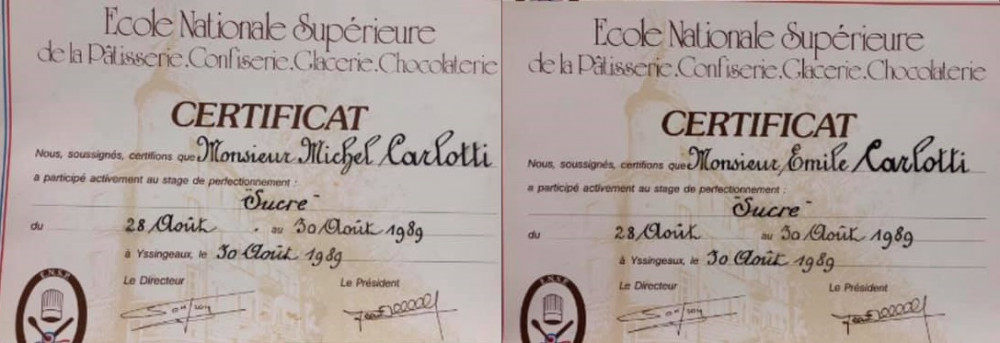 Ecole Nationale Supérieure
de la Pâtisserie.Confiserie.Glacerie.Chocolaterie
CERTIFICAT
Nous, soussignés, certifions que Monsieur Michel Carlotti
a participé activement au stage de perfectionnement :
"Sucre"
du 28 Août au 30 Août 1989
à Yssingeaux, le 30 Août 1989
Le Directeur Le Président
E.N.S.P
Ecole Nationale Supérieure
de la Pâtisserie.Confiserie.Glacerie.Chocolaterie
CERTIFICAT
Nous, soussignés, certifions que Monsieur Emile Carlotti
a participé activement au stage de perfectionnement :
"Sucre"
du 28 Août au 30 Août 1989
à Yssingeaux, le 30 Août 1989
Le Directeur Le Président
E.N.S.P